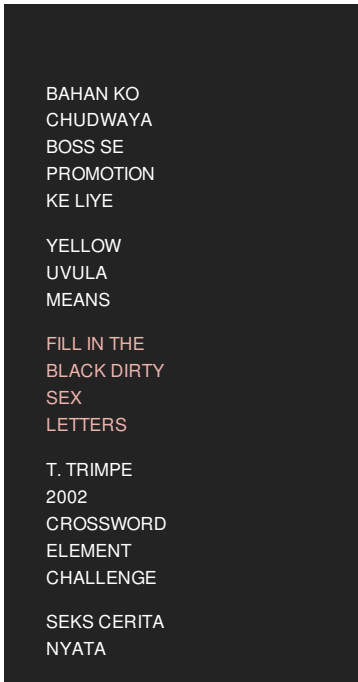 BAHAN KO
CHUDWAYA
BOSS SE
PROMOTION
KE LIYE
YELLOW
UVULA
MEANS
FILL IN THE
BLACK DIRTY
SEX
LETTERS
T. TRIMPE
2002
CROSSWORD
ELEMENT
CHALLENGE
SEKS CERITA
NYATA